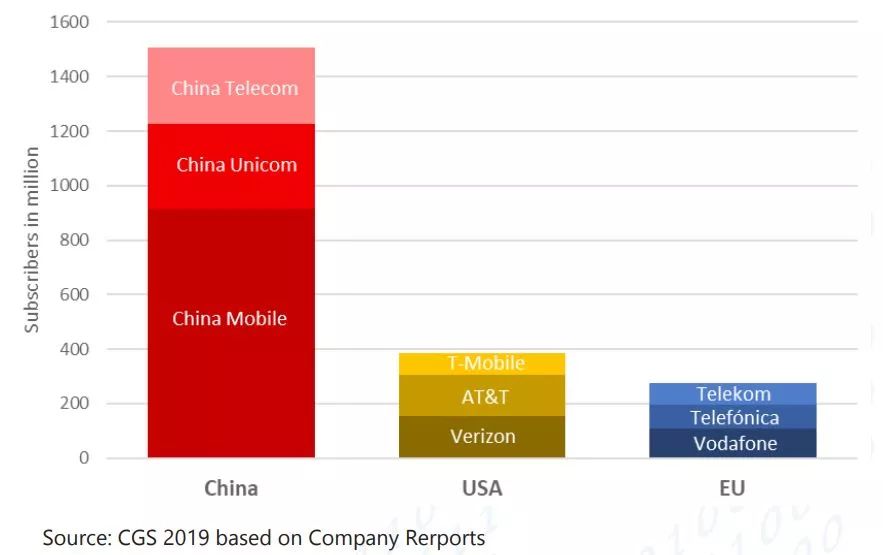 1600
1400
1200
1000
800
600
400
200
0
Subscribers in million
China Telecom
China Unicom
China Mobile
T-Mobile
AT&T
Verizon
Telekom
Telefónica
Vodafone
China
USA
EU
Source: CGS 2019 based on Company Rerports